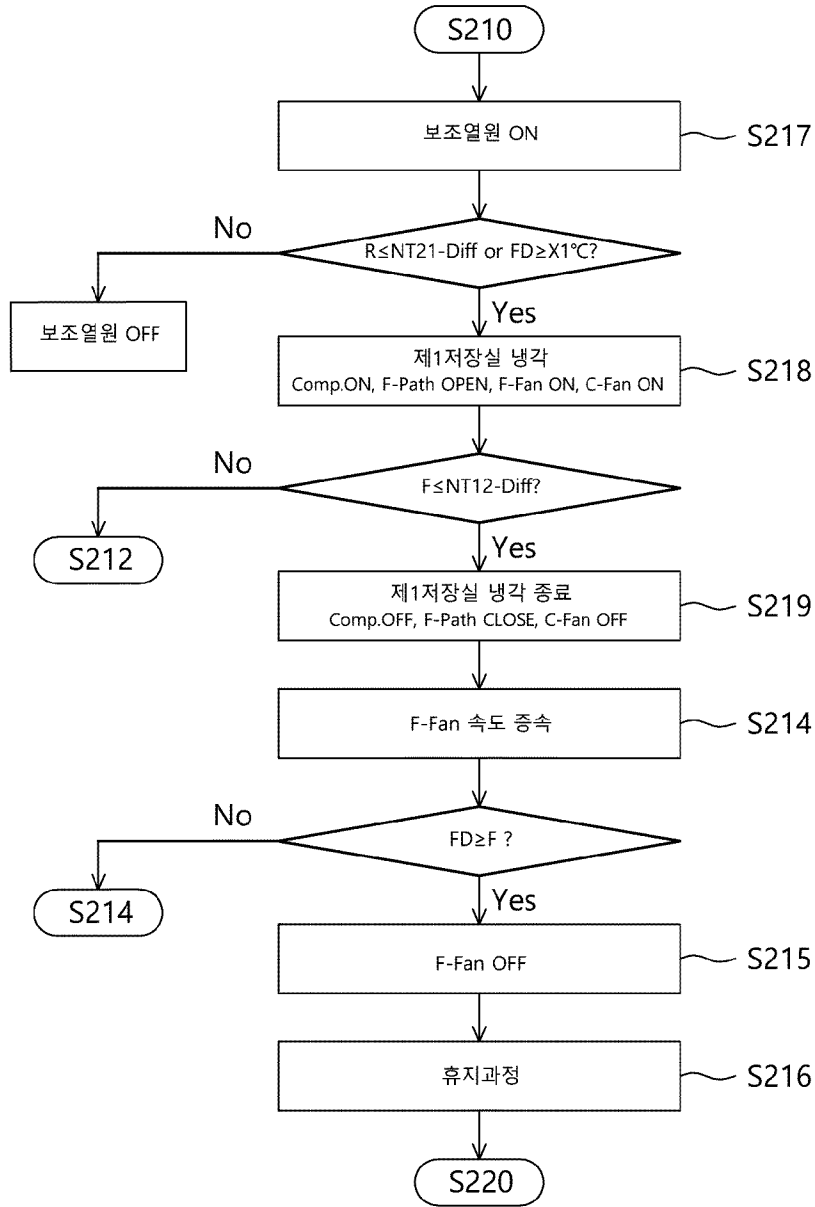 S210
보조열원 ON
S217
No
R≤NT21-Diff or FD≥X1℃?
보조열원 OFF
Yes
제1저장실 냉각
Comp.ON, F-Path OPEN, F-Fan ON, C-Fan ON
S218
No
F≤NT12-Diff?
S212
Yes
제1저장실 냉각 종료
Comp.OFF, F-Path CLOSE, C-Fan OFF
S219
F-Fan 속도 증속
S214
No
FD≥F ?
S214
Yes
F-Fan OFF
S215
휴지과정
S216
S220